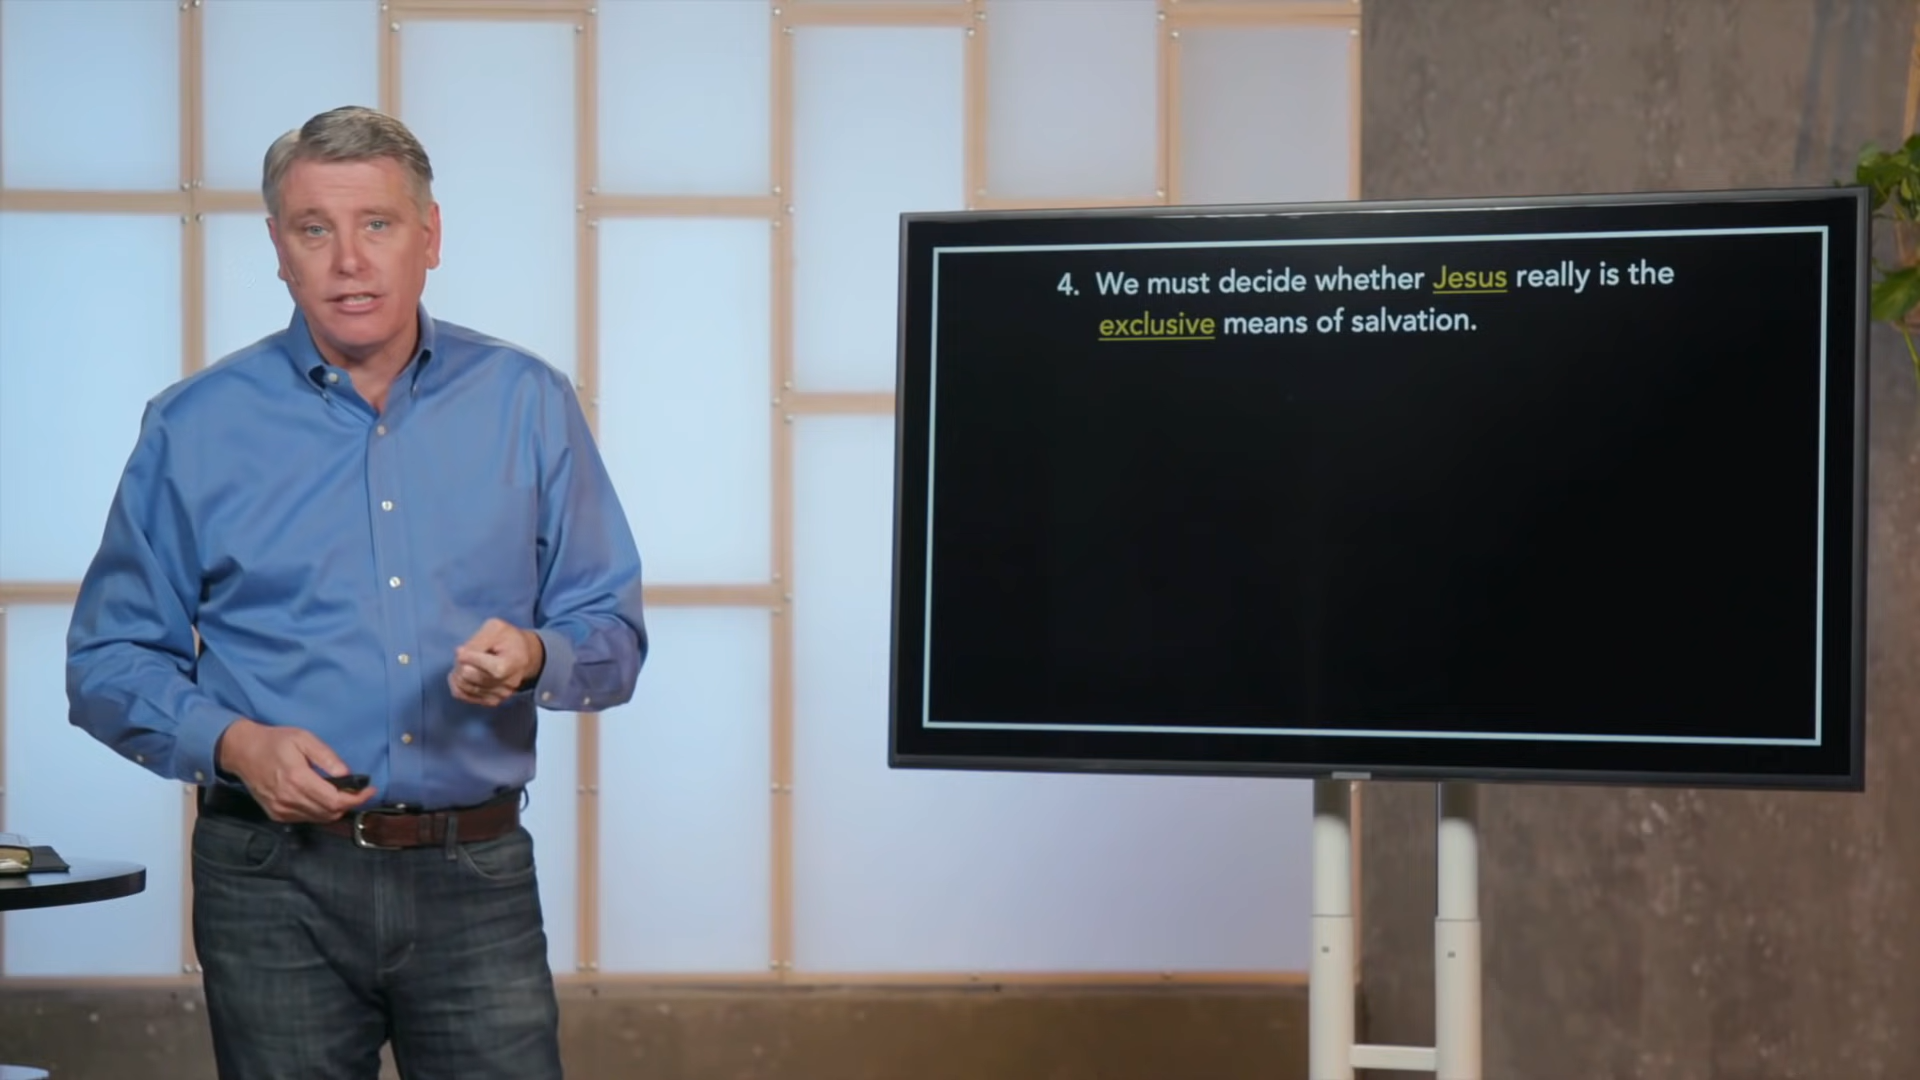 4. We must decide whether Jesus really is the
exclusive means of salvation.